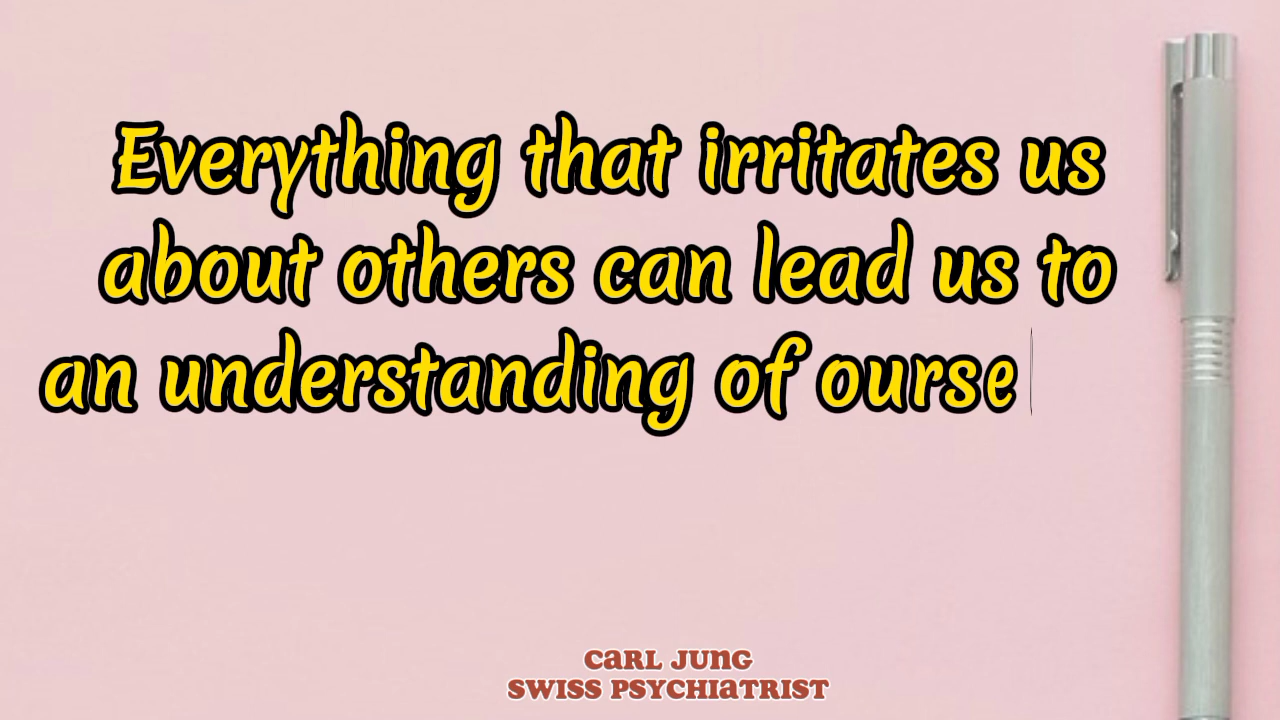 Everything that irritates us
about others can lead us to
an understanding of ourse
CARL JUNG
SWISS PSYCHIATRIST